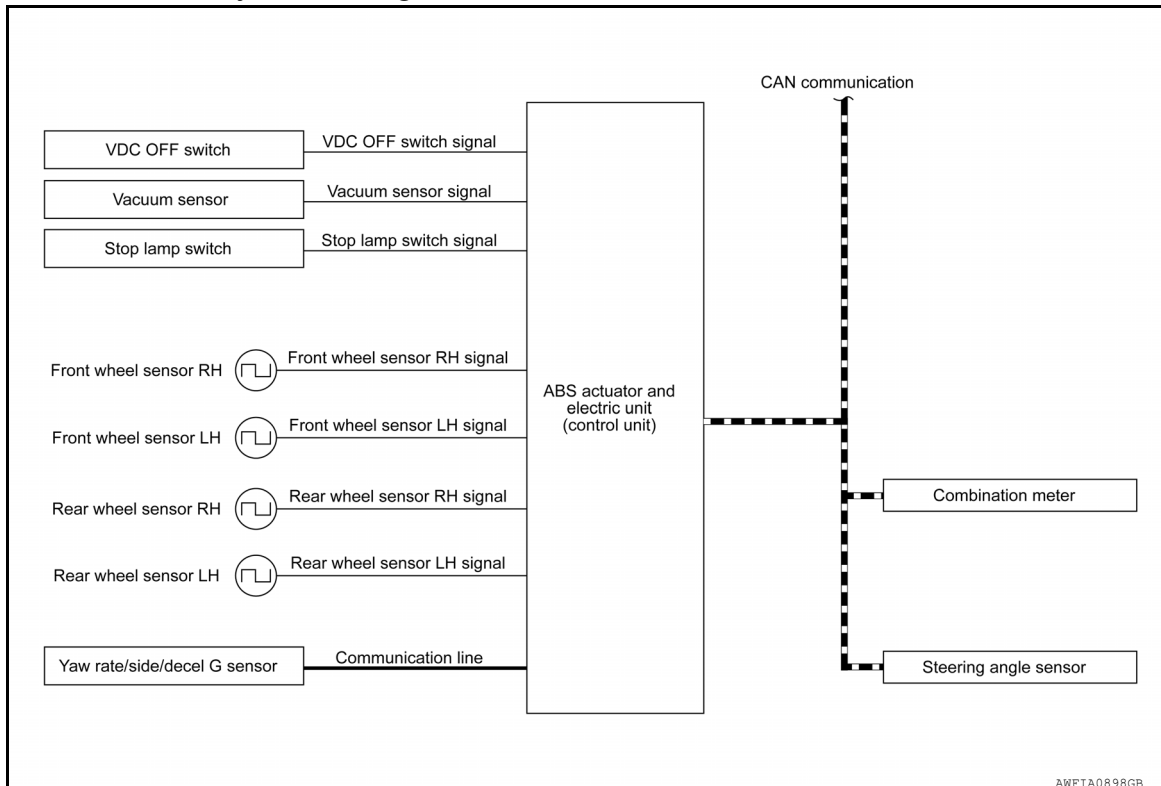 CAN communication
VDC OFF switch
VDC OFF switch signal
Vacuum sensor
Vacuum sensor signal
Stop lamp switch
Stop lamp switch signal
Front wheel sensor RH
Front wheel sensor RH signal
Front wheel sensor LH
Front wheel sensor LH signal
Rear wheel sensor RH
Rear wheel sensor RH signal
Rear wheel sensor LH
Rear wheel sensor LH signal
Yaw rate/side/decel G sensor
Communication line
ABS actuator and
electric unit
(control unit)
Combination meter
Steering angle sensor
AWFIA0898GB